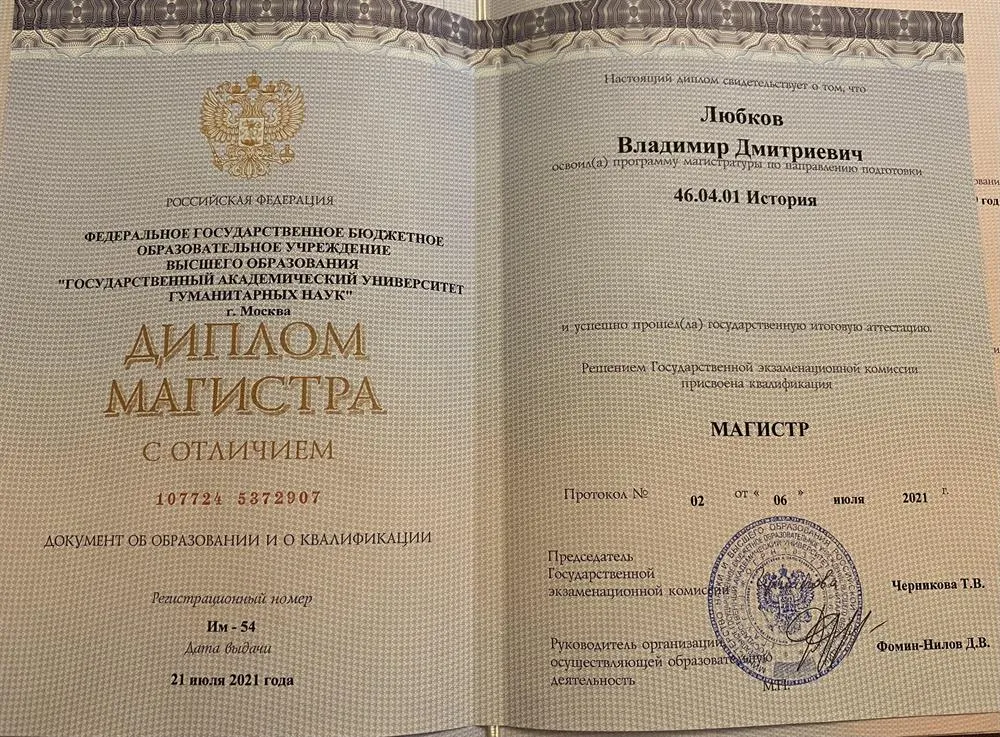 РОССИЙСКАЯ ФЕДЕРАЦИЯ
ФЕДЕРАЛЬНОЕ ГОСУДАРСТВЕННОЕ БЮДЖЕТНОЕ
ОБРАЗОВАТЕЛЬНОЕ УЧРЕЖДЕНИЕ
ВЫСШЕГО ОБРАЗОВАНИЯ
"ГОСУДАРСТВЕННЫЙ АКАДЕМИЧЕСКИЙ УНИВЕРСИТЕТ
ГУМАНИТАРНЫХ НАУК"
г. Москва
ДИПЛОМ
МАГИСТРА
С ОТЛИЧИЕМ
107724 5372907
ДОКУМЕНТ ОБ ОБРАЗОВАНИИ И О КВАЛИФИКАЦИИ
Регистрационный номер
Им - 54
Дата выдачи
21 июля 2021 года
Настоящий диплом свидетельствует о том, что
Любков
Владимир Дмитриевич
освоил(а) программу магистратуры по направлению подготовки
46.04.01 История
и успешно прошел(ла) государственную итоговую аттестацию.
Решением Государственной экзаменационной комиссии
присвоена квалификация
МАГИСТР
Протокол № 02 от « 06 » июля 2021 г.
Председатель
Государственной
экзаменационной комиссии Черникова Т.В.
Руководитель организации, Фомин-Нилов Д.В.
осуществляющей образовательную
деятельность
М.П.